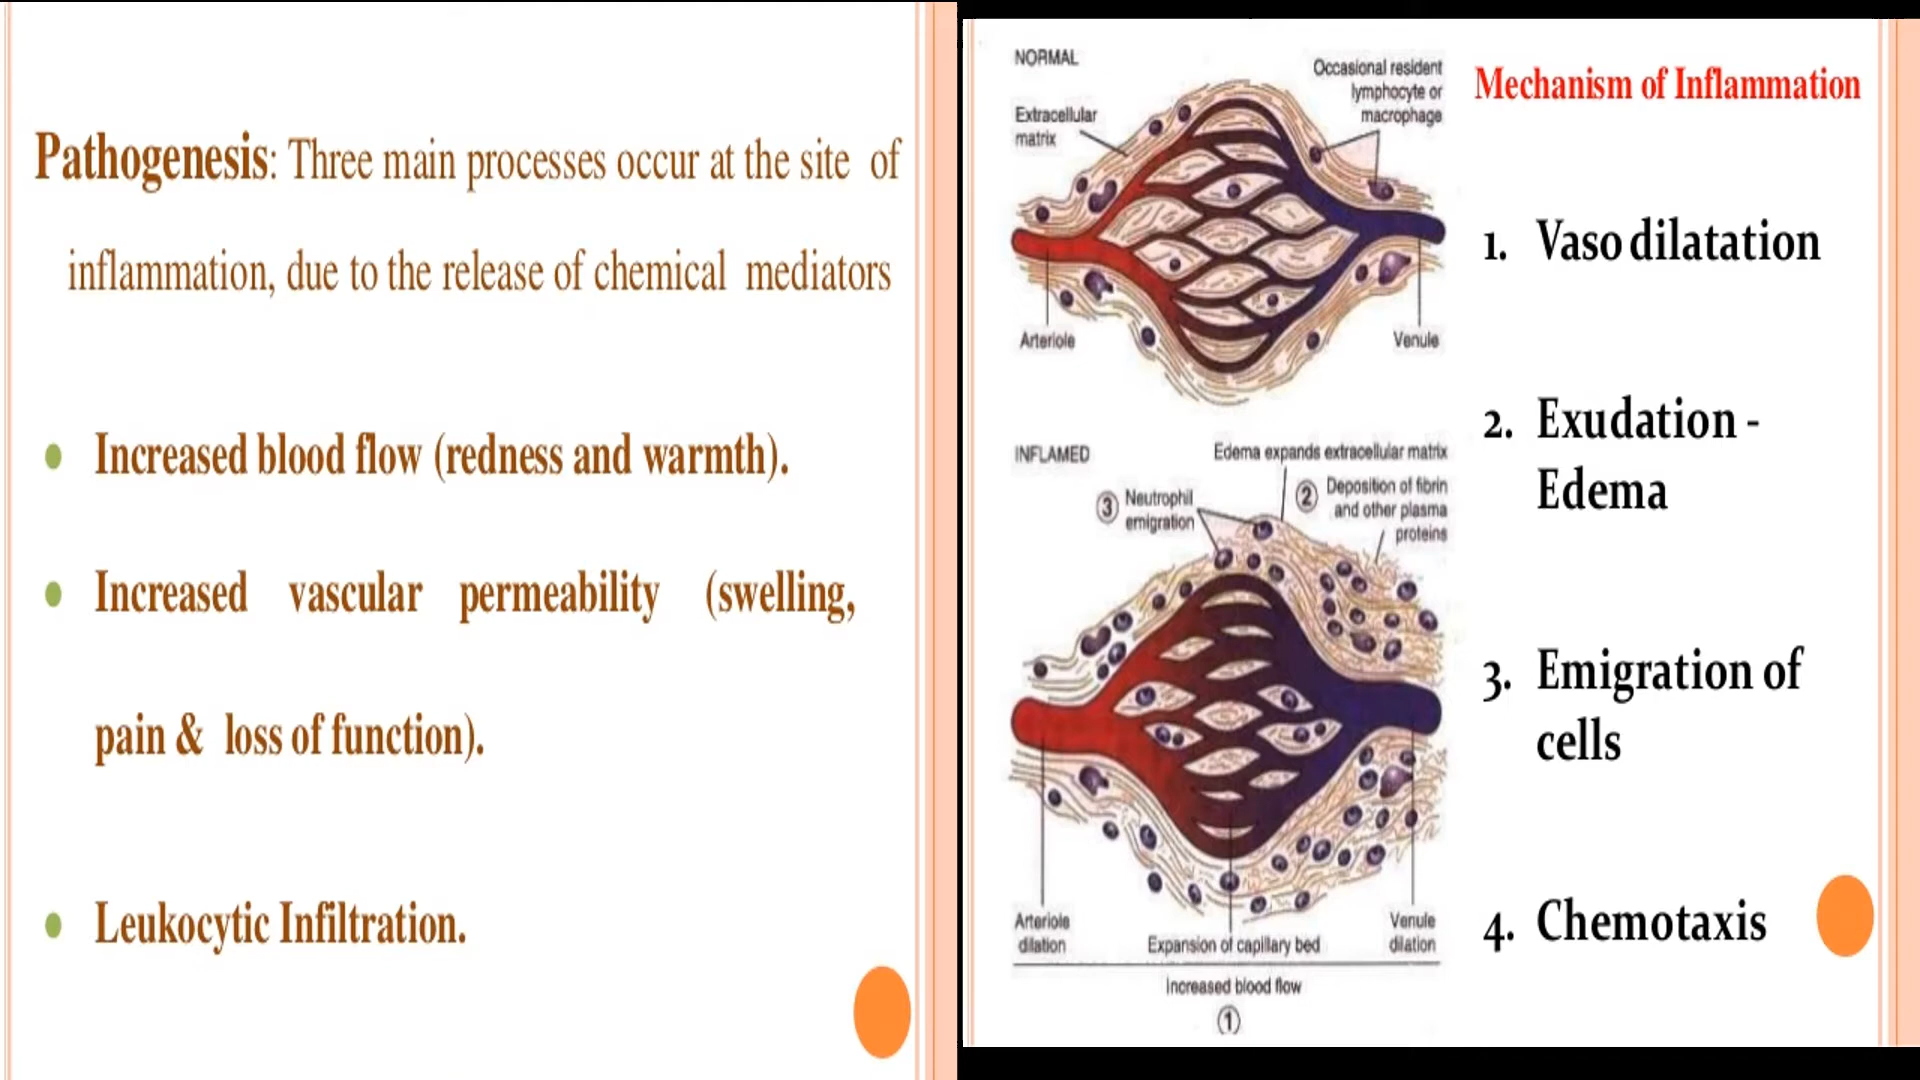 Pathogenesis: Three main processes occur at the site of
inflammation, due to the release of chemical mediators
Increased blood flow (redness and warmth).
Increased vascular permeability (swelling,
pain & loss of function).
Leukocytic Infiltration.
Mechanism of Inflammation
NORMAL
Occasional resident
lymphocyte or
macrophage
Extracellular
matrix
Arteriole
Venule
INFLAMED
Edema expands extracellular matrix
③ Neutrophil
emigration
② Deposition of fibrin
and other plasma
proteins
Arteriole
dilation
Expansion of capillary bed
Venule
dilation
Increased blood flow
①
1. Vaso dilatation
2. Exudation -
Edema
3. Emigration of
cells
4. Chemotaxis